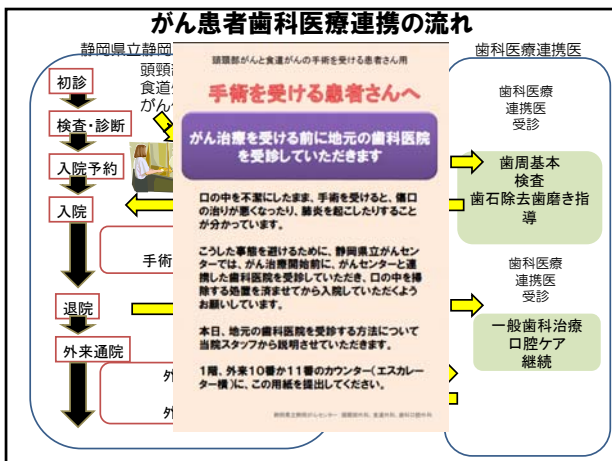 がん患者歯科医療連携の流れ
静岡県立静岡
歯科医療連携医
初診
検査・診断
入院予約
入院
退院
外来通院
頭頸
食道
がん
手術
外
外
頭頸部がんと食道がんの手術を受ける患者さん用
手術を受ける患者さんへ
がん治療を受ける前に地元の歯科医院
を受診していただきます
口の中を不潔にしたまま、手術を受けると、傷口
の治りが悪くなったり、肺炎を起こしたりすること
が分かっています。
こうした事態を避けるために、静岡県立がんセン
ターでは、がん治療開始前に、がんセンターと連
携した歯科医院を受診していただき、口の中を掃
除する処置を済ませてから入院していただくよう
お願いしています。
本日、地元の歯科医院を受診する方法について
当院スタッフから説明させていただきます。
1階、外来10番か11番のカウンター(エスカレー
ター横)に、この用紙を提出してください。
歯科医療
連携医
受診
歯周基本
検査
歯石除去歯磨き指
導
歯科医療
連携医
受診
一般歯科治療
口腔ケア
継続